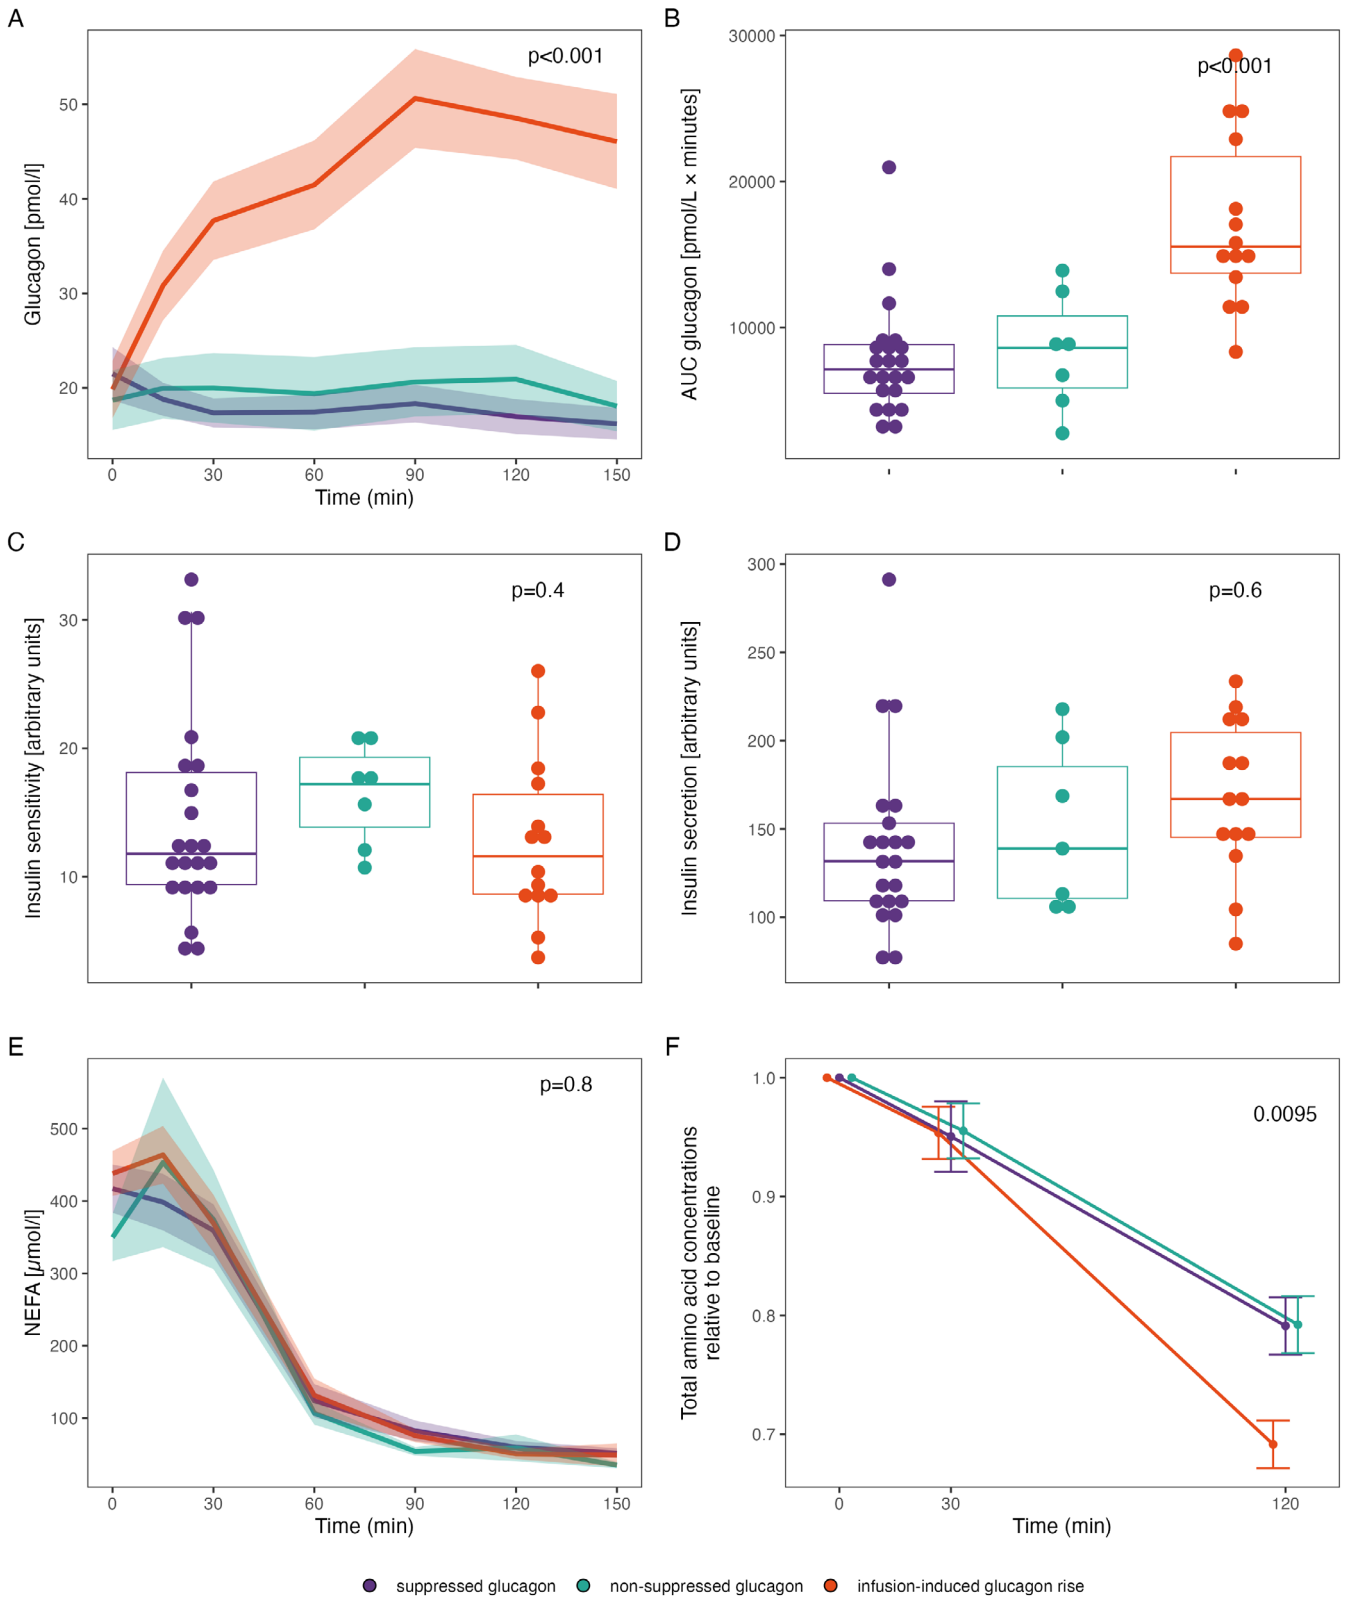 A
p<0.001
Glucagon [pmol/l]
50
40
30
20
0 30 60 90 120 150
Time (min)
B
p<0.001
AUC glucagon [pmol/L × minutes]
30000
20000
10000
C
p=0.4
Insulin sensitivity [arbitrary units]
30
20
10
D
p=0.6
Insulin secretion [arbitrary units]
300
250
200
150
100
E
p=0.8
NEFA [µmol/l]
500
400
300
200
100
0 30 60 90 120 150
Time (min)
F
0.0095
Total amino acid concentrations
relative to baseline
1.0
0.9
0.8
0.7
0 30 120
Time (min)
suppressed glucagon non-suppressed glucagon infusion-induced glucagon rise